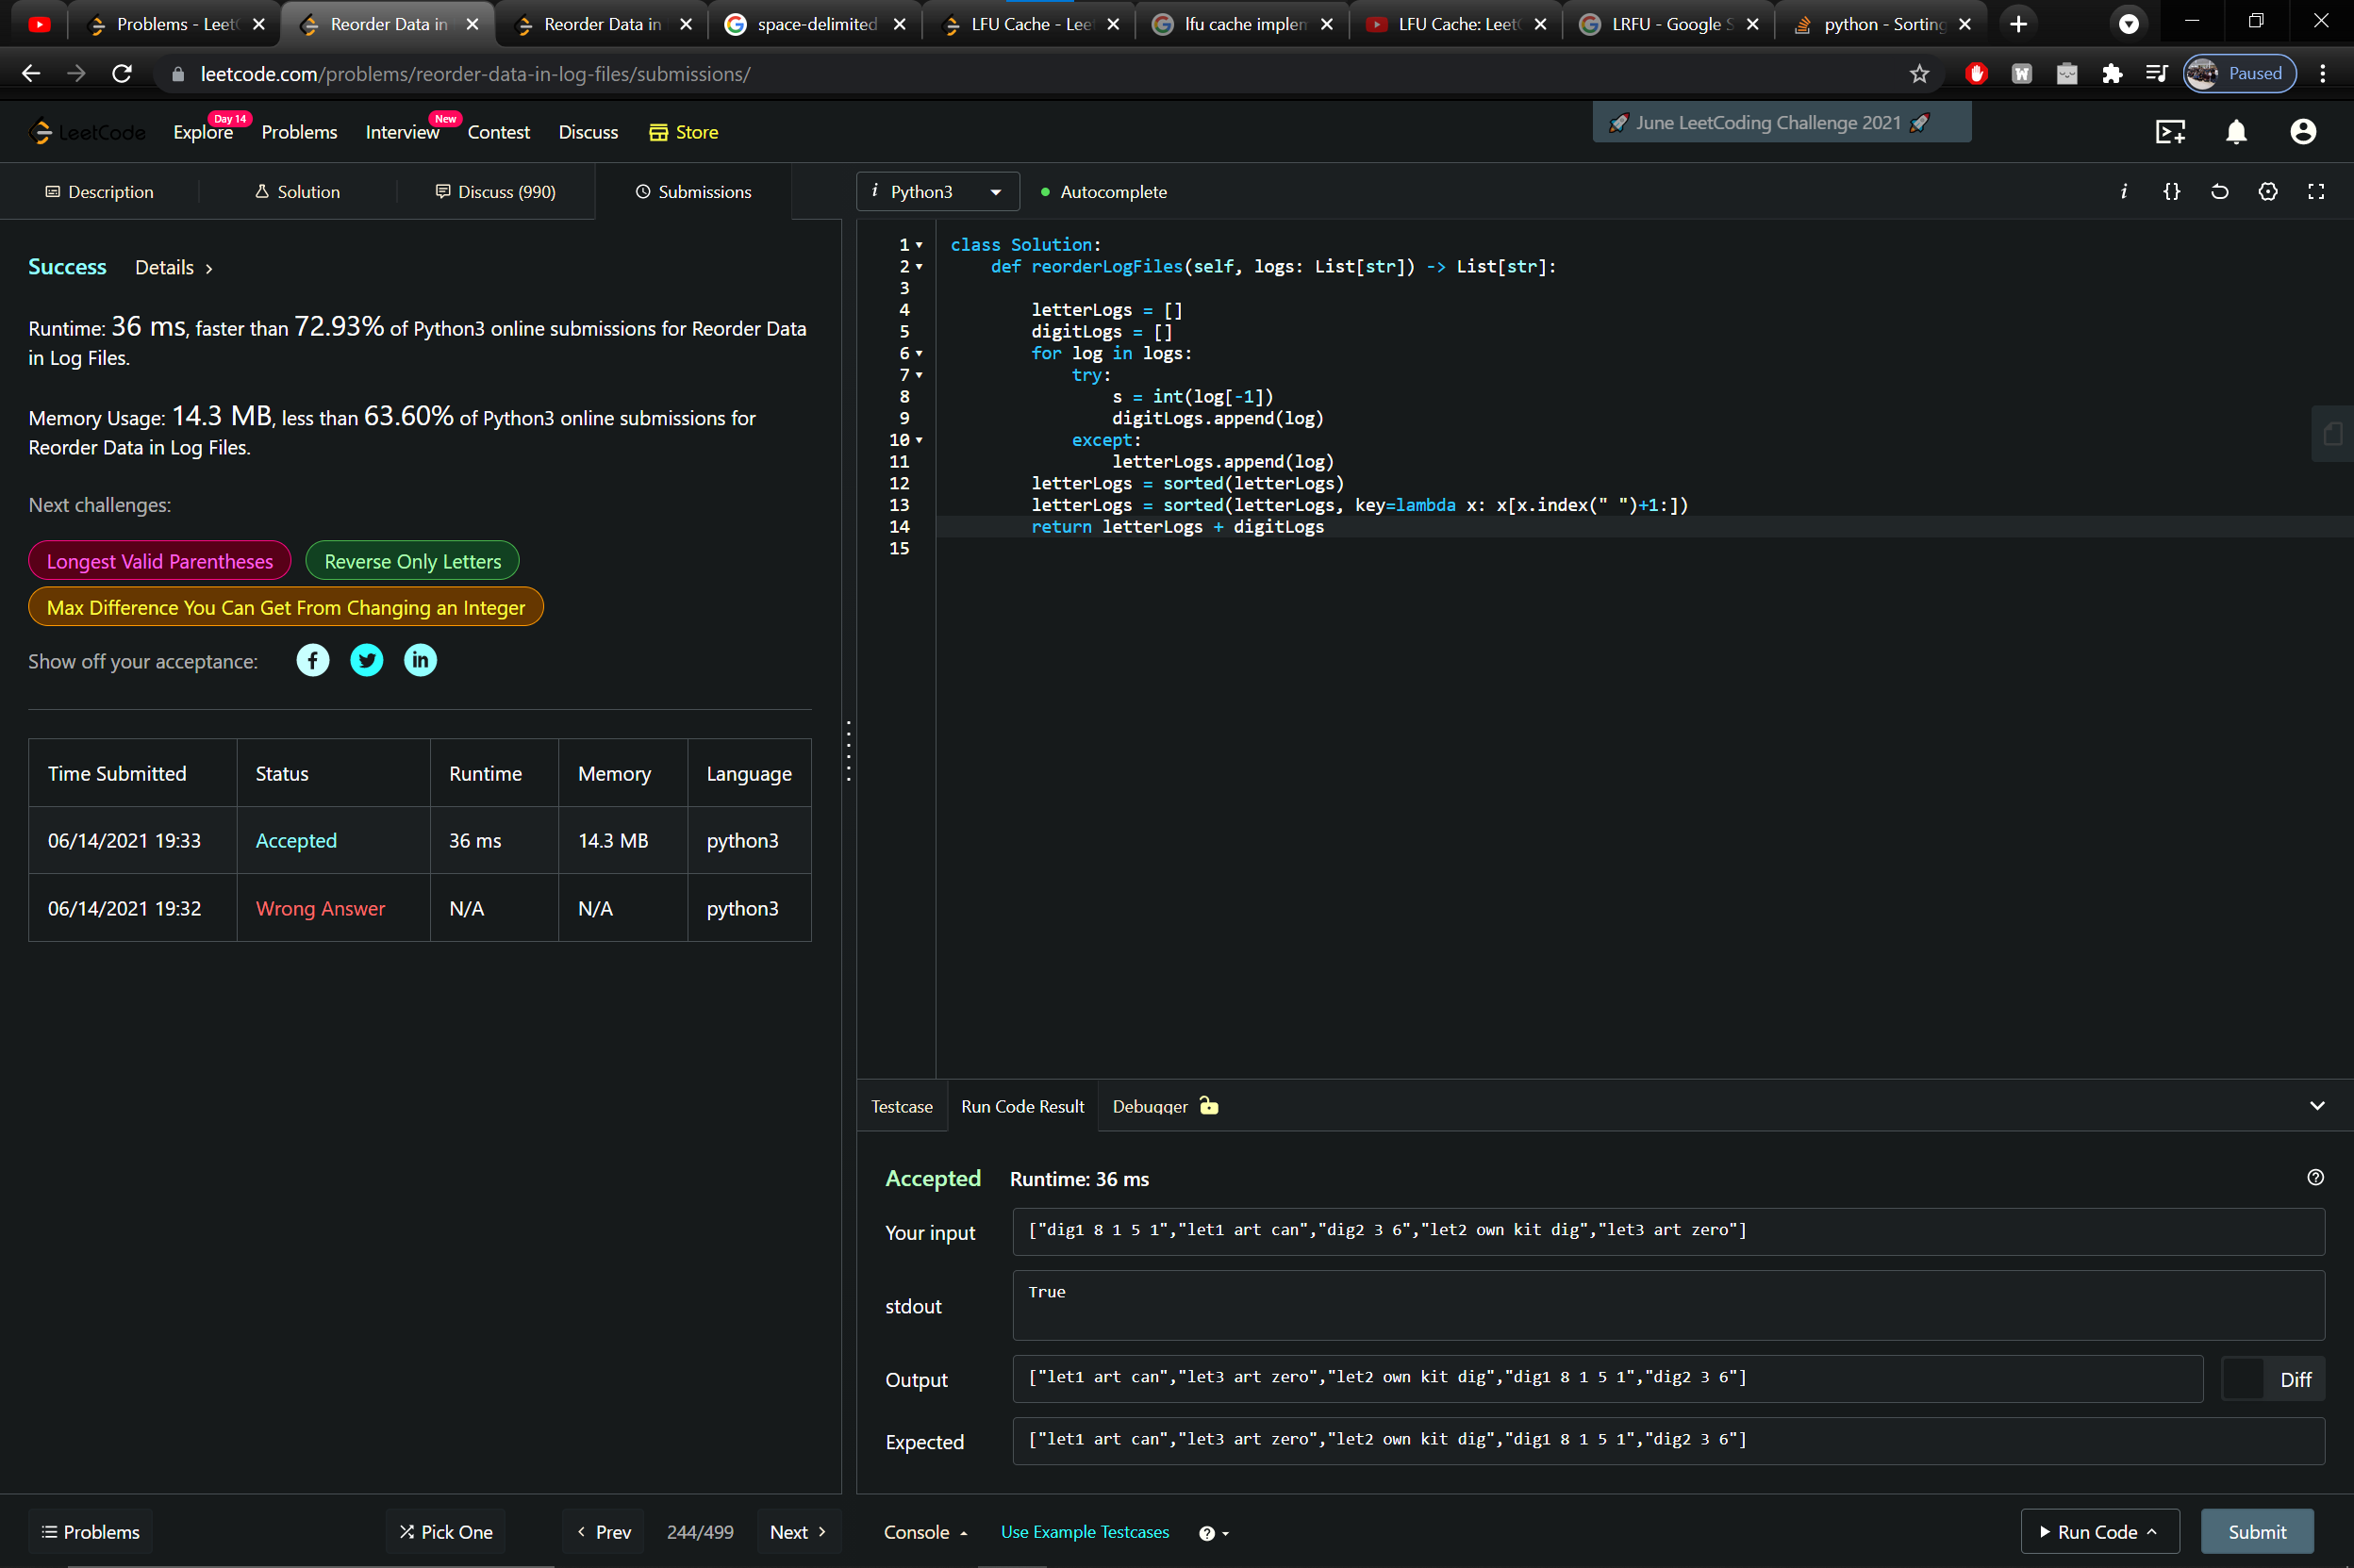 Problems - Leet
Reorder Data in
Reorder Data in
space-delimited
LFU Cache - Lee
lfu cache implem
LFU Cache: Leet
LRFU - Google S
python - Sorting
leetcode.com/problems/reorder-data-in-log-files/submissions/
Paused
LeetCode
Explore
Day 14
Problems
Interview
New
Contest
Discuss
Store
🚀 June LeetCoding Challenge 2021 🚀
Description
Solution
Discuss (990)
Submissions
i Python3
Autocomplete
Success Details >
Runtime: 36 ms, faster than 72.93% of Python3 online submissions for Reorder Data
in Log Files.
Memory Usage: 14.3 MB, less than 63.60% of Python3 online submissions for
Reorder Data in Log Files.
Next challenges:
Longest Valid Parentheses
Reverse Only Letters
Max Difference You Can Get From Changing an Integer
Show off your acceptance:
Time Submitted Status Runtime Memory Language
06/14/2021 19:33 Accepted 36 ms 14.3 MB python3
06/14/2021 19:32 Wrong Answer N/A N/A python3
1 class Solution:
2     def reorderLogFiles(self, logs: List[str]) -> List[str]:
3
4         letterLogs = []
5         digitLogs = []
6         for log in logs:
7             try:
8                 s = int(log[-1])
9                 digitLogs.append(log)
10             except:
11                 letterLogs.append(log)
12         letterLogs = sorted(letterLogs)
13         letterLogs = sorted(letterLogs, key=lambda x: x[x.index(" ")+1:])
14         return letterLogs + digitLogs
15
Testcase Run Code Result Debugger
Accepted Runtime: 36 ms
Your input ["dig1 8 1 5 1","let1 art can","dig2 3 6","let2 own kit dig","let3 art zero"]
stdout True
Output ["let1 art can","let3 art zero","let2 own kit dig","dig1 8 1 5 1","dig2 3 6"] Diff
Expected ["let1 art can","let3 art zero","let2 own kit dig","dig1 8 1 5 1","dig2 3 6"]
Problems
Pick One
< Prev
244/499
Next >
Console
Use Example Testcases
Run Code
Submit